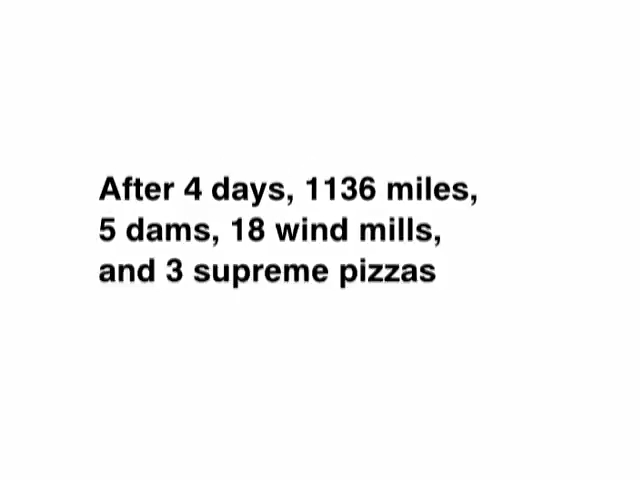 After 4 days, 1136 miles,
5 dams, 18 wind mills,
and 3 supreme pizzas